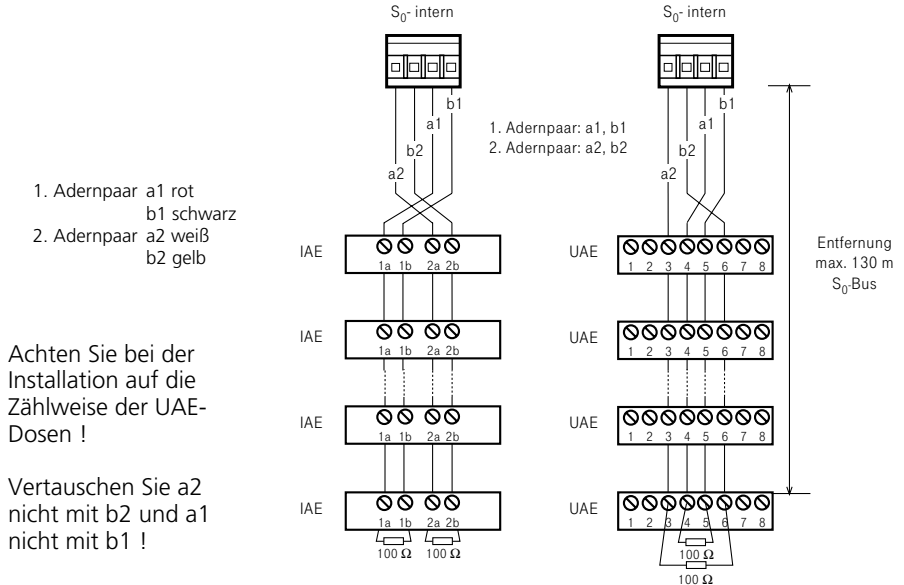 S0- intern
S0- intern
b1
a1
b2
a2
b1
a1
b2
a2
1. Adernpaar: a1, b1
2. Adernpaar: a2, b2
1. Adernpaar a1 rot
b1 schwarz
2. Adernpaar a2 weiß
b2 gelb
IAE
1a 1b 2a 2b
UAE
1 2 3 4 5 6 7 8
Entfernung
max. 130 m
S0-Bus
IAE
1a 1b 2a 2b
UAE
1 2 3 4 5 6 7 8
Achten Sie bei der
Installation auf die
Zählweise der UAE-
Dosen !
IAE
1a 1b 2a 2b
UAE
1 2 3 4 5 6 7 8
Vertauschen Sie a2
nicht mit b2 und a1
nicht mit b1 !
IAE
1a 1b 2a 2b
100 Ω 100 Ω
UAE
1 2 3 4 5 6 7 8
100 Ω
100 Ω